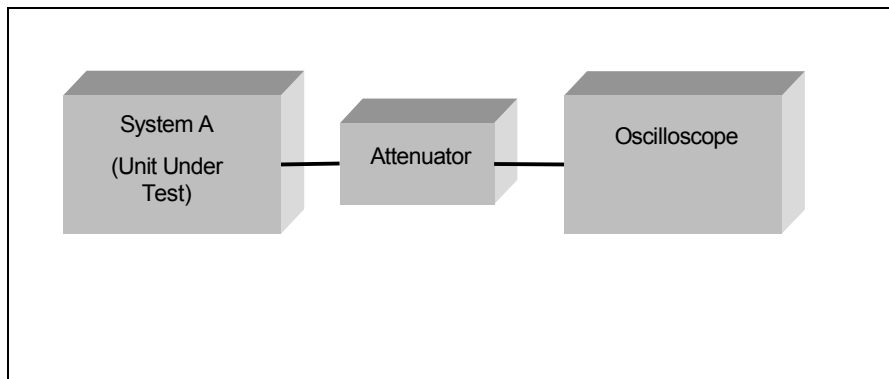 System A
(Unit Under
Test)
Attenuator
Oscilloscope